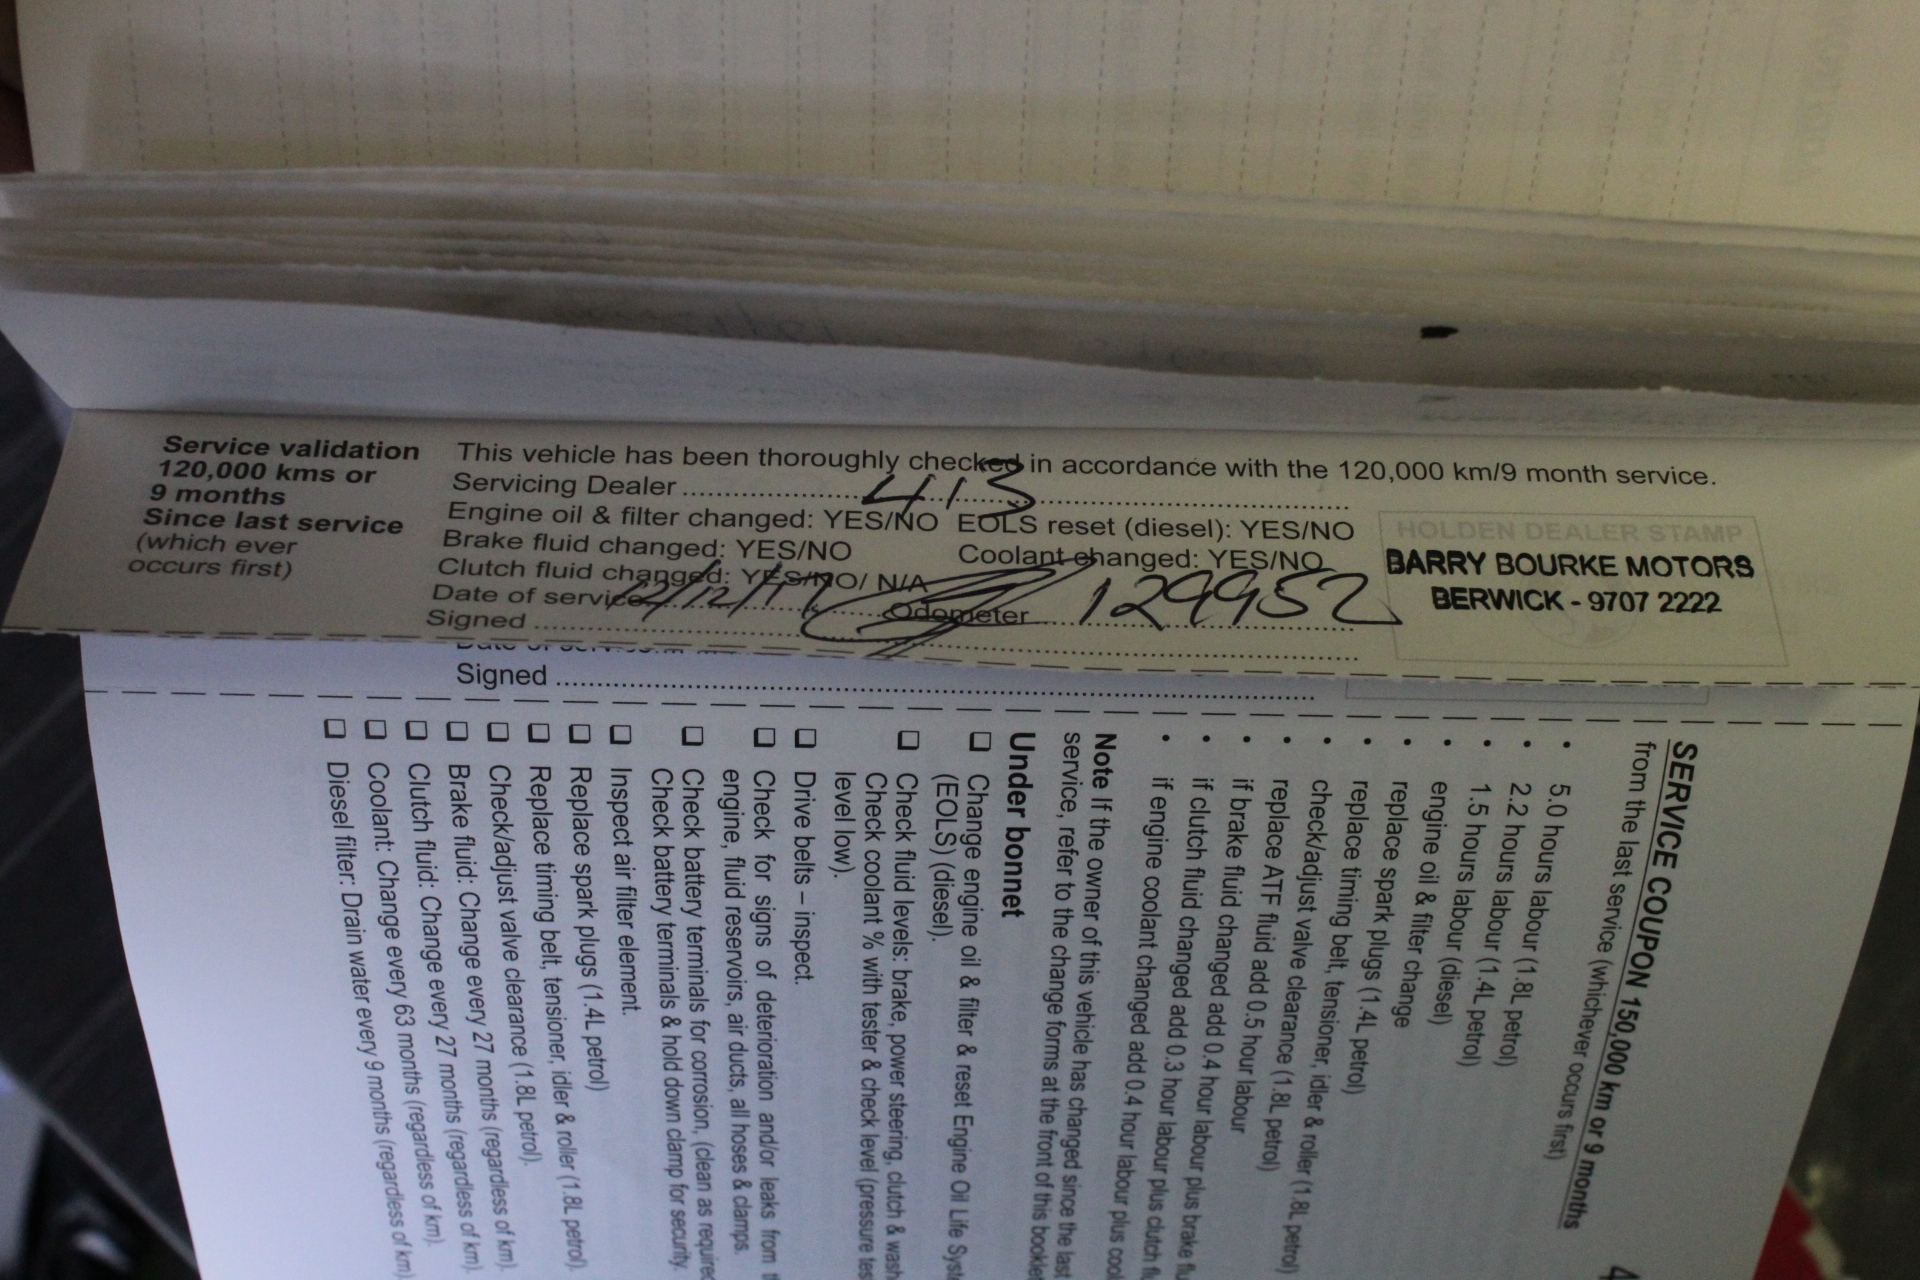 Service validation
120,000 kms or
9 months
Since last service
(which ever
occurs first)
This vehicle has been thoroughly checked in accordance with the 120,000 km/9 month service.
Servicing Dealer 413
Engine oil & filter changed: YES/NO EOLS reset (diesel): YES/NO
Brake fluid changed: YES/NO Coolant changed: YES/NO
Clutch fluid changed: YES/NO/ N/A
Date of service 12/12/17 Odometer 129952
Signed
HOLDEN DEALER STAMP
BARRY BOURKE MOTORS
BERWICK - 9707 2222
Signed
SERVICE COUPON 150,000 km or 9 months
from the last service (whichever occurs first)
• 5.0 hours labour (1.8L petrol)
• 2.2 hours labour (1.4L petrol)
• 1.5 hours labour (diesel)
• engine oil & filter change
• replace spark plugs (1.4L petrol)
• replace timing belt, tensioner, idler & roller (1.8L petrol)
• check/adjust valve clearance (1.8L petrol)
• replace ATF fluid add 0.5 hour labour
• if brake fluid changed add 0.4 hour labour
• if clutch fluid changed add 0.3 hour labour plus brake flu
• if engine coolant changed add 0.4 hour labour plus clutch flu
Note If the owner of this vehicle has changed since the last
service, refer to the change forms at the front of this booklet
Under bonnet
❑ Change engine oil & filter & reset Engine Oil Life Syst
(EOLS) (diesel).
❑ Check fluid levels: brake, power steering, clutch & wash
Check coolant % with tester & check level (pressure tes
level low).
❑ Drive belts – inspect.
❑ Check for signs of deterioration and/or leaks from t
engine, fluid reservoirs, air ducts, all hoses & clamps.
❑ Check battery terminals for corrosion, (clean as required
Check battery terminals & hold down clamp for security.
❑ Inspect air filter element.
❑ Replace spark plugs (1.4L petrol)
❑ Replace timing belt, tensioner, idler & roller (1.8L petrol).
❑ Check/adjust valve clearance (1.8L petrol).
❑ Brake fluid: Change every 27 months (regardless of km).
❑ Clutch fluid: Change every 27 months (regardless of km).
❑ Coolant: Change every 63 months (regardless of km).
❑ Diesel filter: Drain water every 9 months (regardless of km)